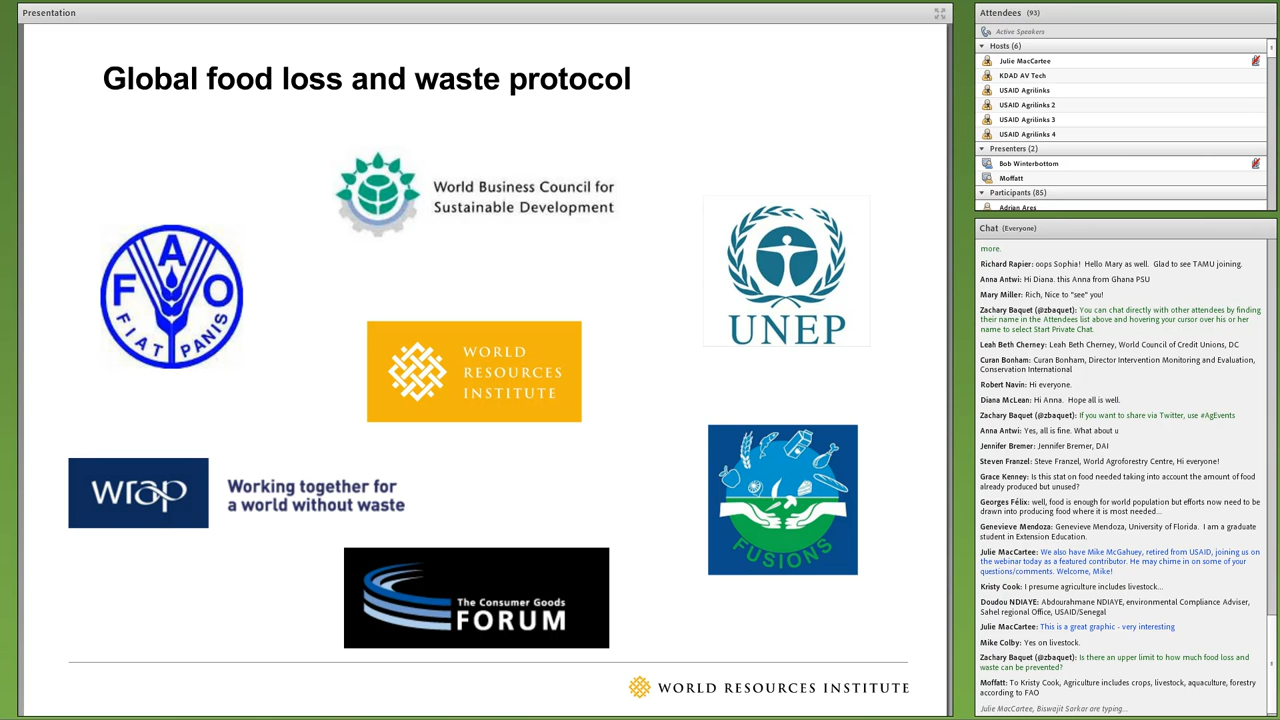 Presentation
Global food loss and waste protocol
World Business Council for
Sustainable Development
F A O
FIAT PANIS
UNEP
WORLD
RESOURCES
INSTITUTE
wrap
Working together for
a world without waste
FUSIONS
The Consumer Goods
FORUM
WORLD RESOURCES INSTITUTE
Attendees (93)
Active Speakers
Hosts (6)
Julie MacCartee
KDAD AV Tech
USAID Agrilinks
USAID Agrilinks 2
USAID Agrilinks 3
USAID Agrilinks 4
Presenters (2)
Bob Winterbottom
Moffatt
Participants (85)
Adrian Ares
Chat (Everyone)
more.
Richard Rapier: oops Sophia! Hello Mary as well. Glad to see TAMU joining.
Anna Antwi: Hi Diana. this Anna from Ghana PSU
Mary Miller: Rich, Nice to "see" you!
Zachary Baquet (@zbaquet): You can chat directly with other attendees by finding
their name in the Attendees list above and hovering your cursor over his or her
name to select Start Private Chat.
Leah Beth Cherney: Leah Beth Cherney, World Council of Credit Unions, DC
Curan Bonham: Curan Bonham, Director Intervention Monitoring and Evaluation,
Conservation International
Robert Navin: Hi everyone.
Diana McLean: Hi Anna. Hope all is well.
Zachary Baquet (@zbaquet): If you want to share via Twitter, use #AgEvents
Anna Antwi: Yes, all is fine. What about u
Jennifer Bremer: Jennifer Bremer, DAI
Steven Franzel: Steve Franzel, World Agroforestry Centre, Hi everyone!
Grace Kenney: Is this stat on food needed taking into account the amount of food
already produced but unused?
Georges Félix: well, food is enough for world population but efforts now need to be
drawn into producing food where it is most needed...
Genevieve Mendoza: Genevieve Mendoza, University of Florida. I am a graduate
student in Extension Education.
Julie MacCartee: We also have Mike McGahuey, retired from USAID, joining us on
the webinar today as a featured contributor. He may chime in on some of your
questions/comments. Welcome, Mike!
Kristy Cook: I presume agriculture includes livestock...
Doudou NDIAYE: Abdourahmane NDIAYE, environmental Compliance Adviser,
Sahel regional Office, USAID/Senegal
Julie MacCartee: This is a great graphic - very interesting
Mike Colby: Yes on livestock.
Zachary Baquet (@zbaquet): Is there an upper limit to how much food loss and
waste can be prevented?
Moffatt: To Kristy Cook, Agriculture includes crops, livestock, aquaculture, forestry
according to FAO
Julie MacCartee, Biswajit Sarkar are typing...